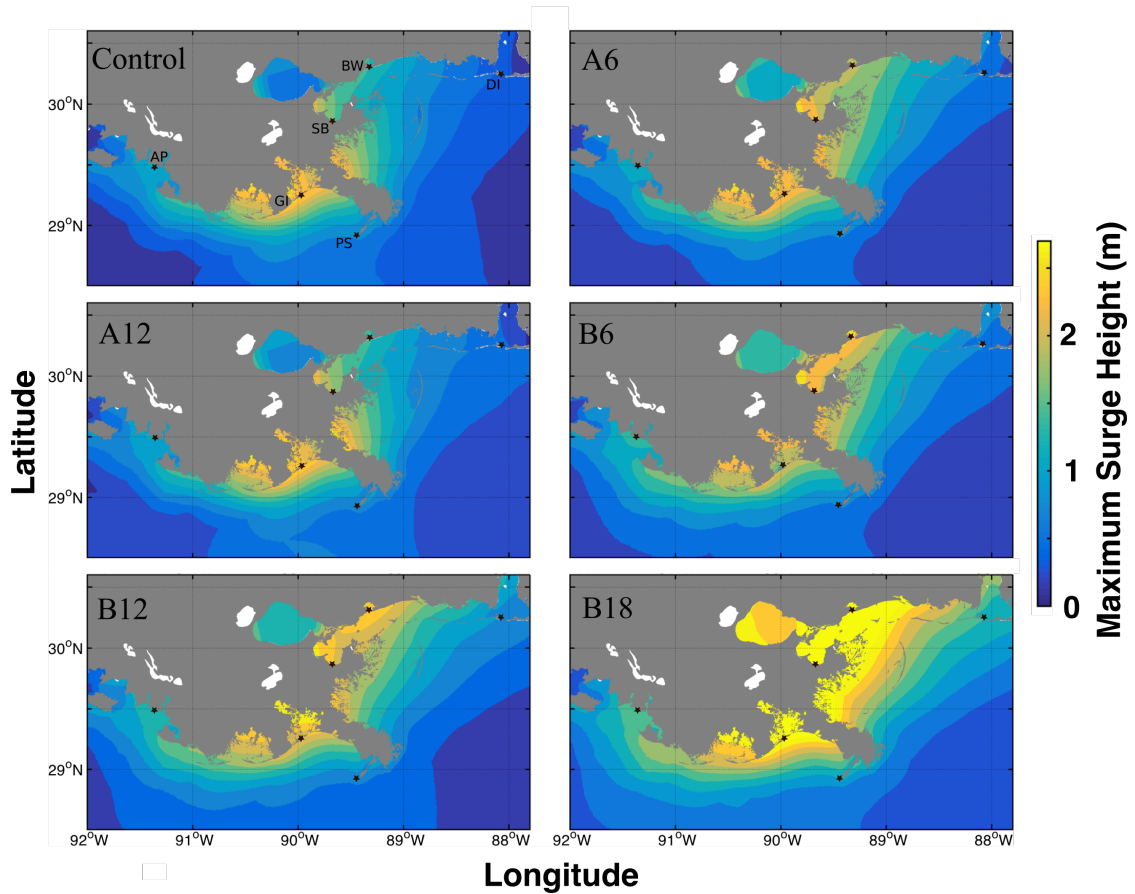 Control
BW
DI
SB
AP
GI
PS
30°N
29°N
A6
A12
30°N
29°N
B6
B12
30°N
29°N
92°W
91°W
90°W
89°W
88°W
B18
92°W
91°W
90°W
89°W
88°W
Latitude
Longitude
2
1
0
Maximum Surge Height (m)